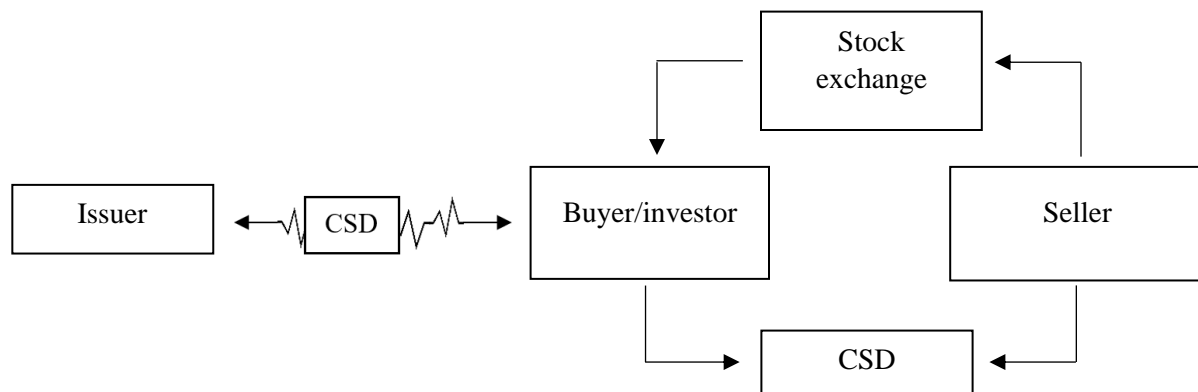 Stock
exchange
Issuer
CSD
Buyer/investor
Seller
CSD